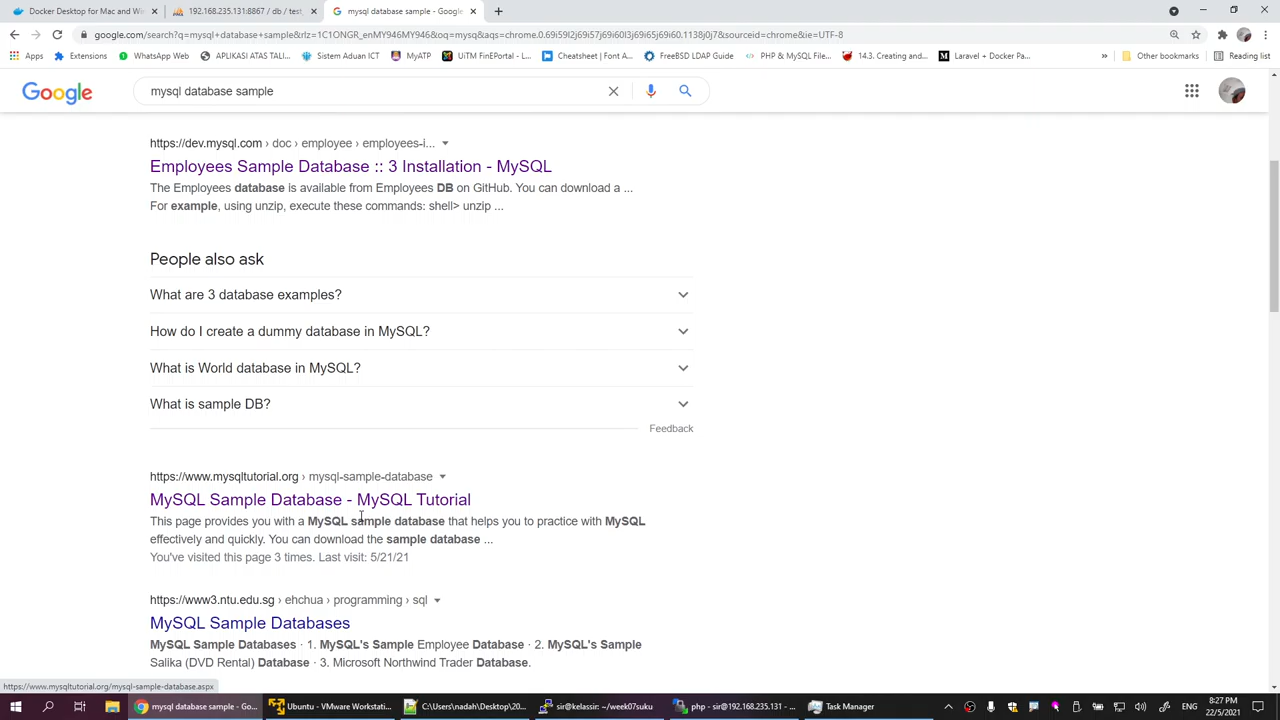 Docker Desktop for Mac and Wi
192.168.235.131:8867 / db / test_
mysql database sample - Google
google.com/search?q=mysql+database+sample&rlz=1C1ONGR_enMY946MY946&oq=mysq&aqs=chrome.0.69i59l2j69i57j69i60l3j69i65j69i60.1138j0j7&sourceid=chrome&ie=UTF-8
Apps Extensions WhatsApp Web APLIKASI ATAS TALI... Sistem Aduan ICT MyATP UiTM FinEPortal - L... Cheatsheet | Font A... FreeBSD LDAP Guide PHP & MySQL File... 14.3. Creating and... Laravel + Docker Pa... » Other bookmarks Reading list
Google
mysql database sample
https://dev.mysql.com › doc › employee › employees-i...
Employees Sample Database :: 3 Installation - MySQL
The Employees database is available from Employees DB on GitHub. You can download a ...
For example, using unzip, execute these commands: shell> unzip ...
People also ask
What are 3 database examples?
How do I create a dummy database in MySQL?
What is World database in MySQL?
What is sample DB?
Feedback
https://www.mysqltutorial.org › mysql-sample-database
MySQL Sample Database - MySQL Tutorial
This page provides you with a MySQL sample database that helps you to practice with MySQL
effectively and quickly. You can download the sample database ...
You've visited this page 3 times. Last visit: 5/21/21
https://www3.ntu.edu.sg › ehchua › programming › sql
MySQL Sample Databases
MySQL Sample Databases · 1. MySQL's Sample Employee Database · 2. MySQL's Sample
Salika (DVD Rental) Database · 3. Microsoft Northwind Trader Database.
https://www.mysqltutorial.org/mysql-sample-database.aspx
mysql database sample - Go...
Ubuntu - VMware Workstati...
C:\Users\nadah\Desktop\20...
sir@kelassir: ~/week07suku
php - sir@192.168.235.131 - ...
Task Manager
ENG
8:27 PM
22/5/2021